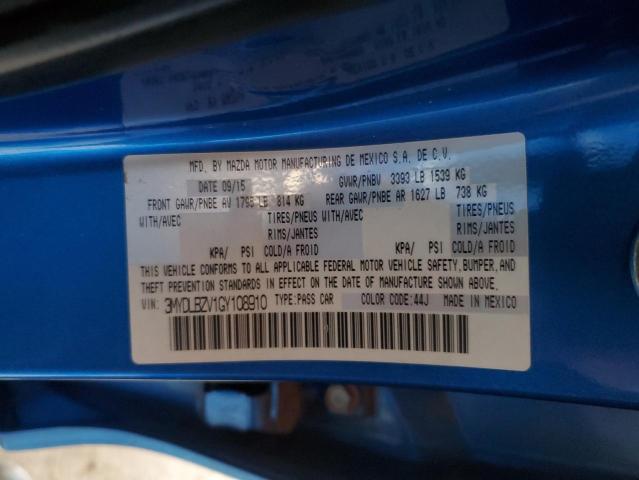 MFD. BY MAZDA MOTOR MANUFACTURING DE MEXICO S.A. DE C.V.
DATE 09/15 GVWR/PNBV 3393 LB 1539 KG
FRONT GAWR/PNBE AV 1793 LB 814 KG REAR GAWR/PNBE AR 1627 LB 738 KG
WITH/AVEC TIRES/PNEUS WITH/AVEC TIRES/PNEUS
RIMS/JANTES RIMS/JANTES
KPA/ PSI COLD/A FROID KPA/ PSI COLD/A FROID
THIS VEHICLE CONFORMS TO ALL APPLICABLE FEDERAL MOTOR VEHICLE SAFETY, BUMPER, AND
THEFT PREVENTION STANDARDS IN EFFECT ON THE DATE OF MANUFACTURE SHOWN ABOVE.
VIN: 3MYDLBZV1GY108910 TYPE:PASS CAR COLOR CODE:44J MADE IN MEXICO